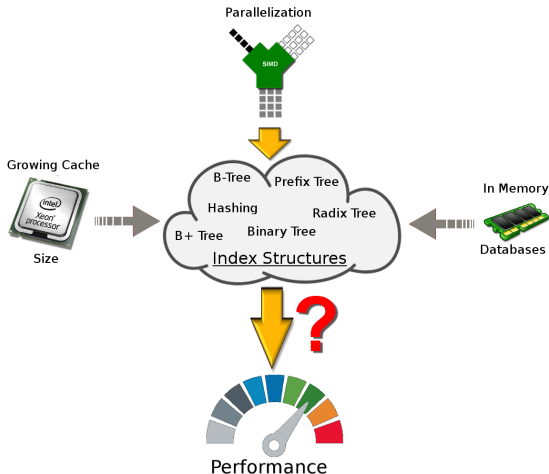 Parallelization
SIMD
Growing Cache
intel
Xeon®
processor
Size
B-Tree
Prefix Tree
Hashing
Radix Tree
B+ Tree
Binary Tree
Index Structures
In Memory
Databases
?
Performance